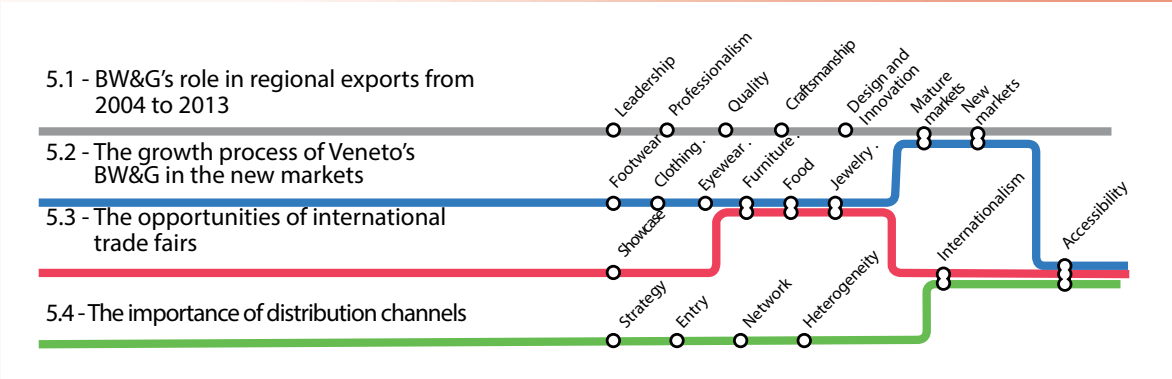 5.1 - BW&G's role in regional exports from
2004 to 2013
Leadership
Professionalism
Quality
Craftsmanship
Design and
Innovation
Mature
markets
New
markets
5.2 - The growth process of Veneto's
BW&G in the new markets
Footwear
Clothing .
Eyewear .
Furniture .
Food
Jewelry .
5.3 - The opportunities of international
trade fairs
Showcase
Internationalism
Accessibility
5.4 - The importance of distribution channels
Strategy
Entry
Network
Heterogeneity